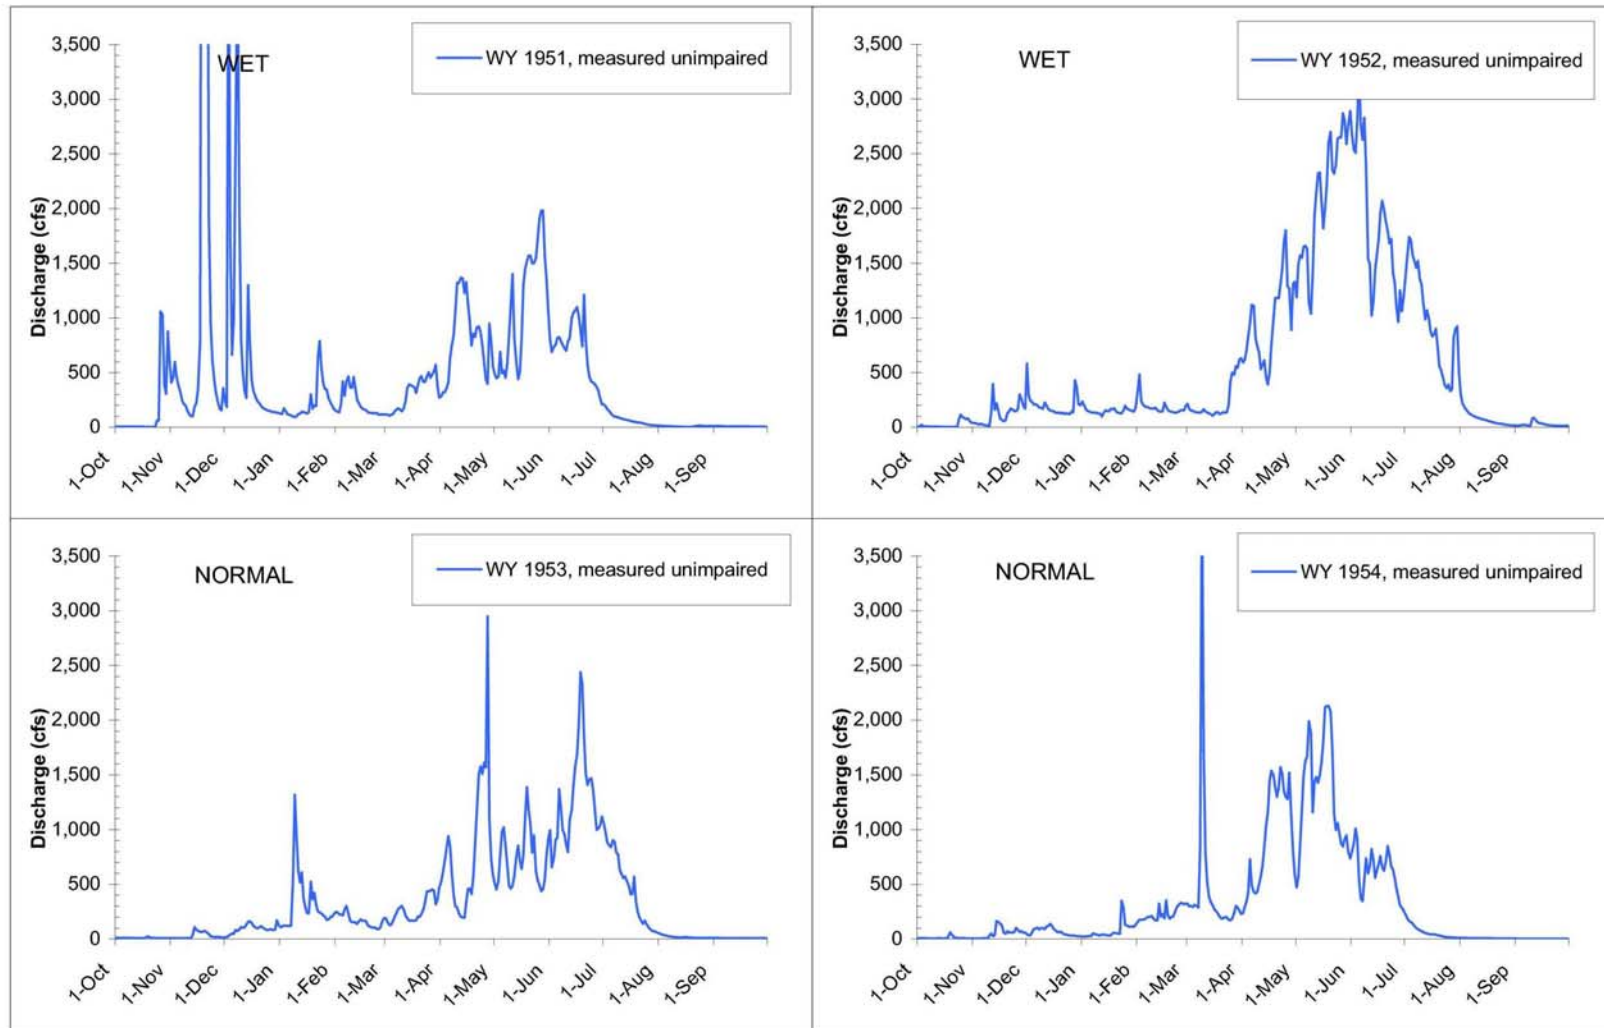 WET
WY 1951, measured unimpaired
Discharge (cfs)
3,500
3,000
2,500
2,000
1,500
1,000
500
0
1-Oct
1-Nov
1-Dec
1-Jan
1-Feb
1-Mar
1-Apr
1-May
1-Jun
1-Jul
1-Aug
1-Sep
WET
WY 1952, measured unimpaired
Discharge (cfs)
3,500
3,000
2,500
2,000
1,500
1,000
500
0
1-Oct
1-Nov
1-Dec
1-Jan
1-Feb
1-Mar
1-Apr
1-May
1-Jun
1-Jul
1-Aug
1-Sep
NORMAL
WY 1953, measured unimpaired
Discharge (cfs)
3,500
3,000
2,500
2,000
1,500
1,000
500
0
1-Oct
1-Nov
1-Dec
1-Jan
1-Feb
1-Mar
1-Apr
1-May
1-Jun
1-Jul
1-Aug
1-Sep
NORMAL
WY 1954, measured unimpaired
Discharge (cfs)
3,500
3,000
2,500
2,000
1,500
1,000
500
0
1-Oct
1-Nov
1-Dec
1-Jan
1-Feb
1-Mar
1-Apr
1-May
1-Jun
1-Jul
1-Aug
1-Sep